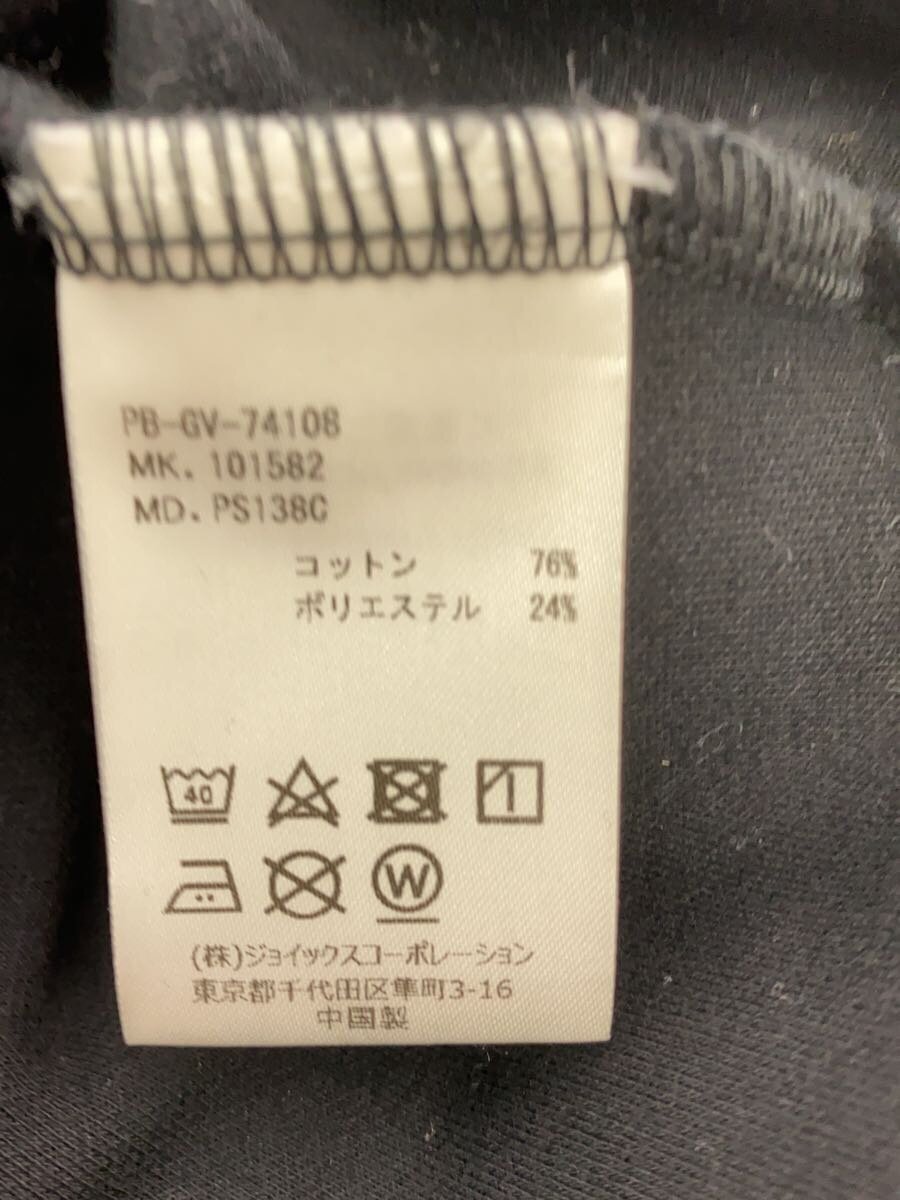 PB-GV-74108
MK. 101582
MD. PS138C
コットン 76%
ポリエステル 24%
40
W
(株)ジョイックスコーポレーション
東京都千代田区隼町3-16
中国製